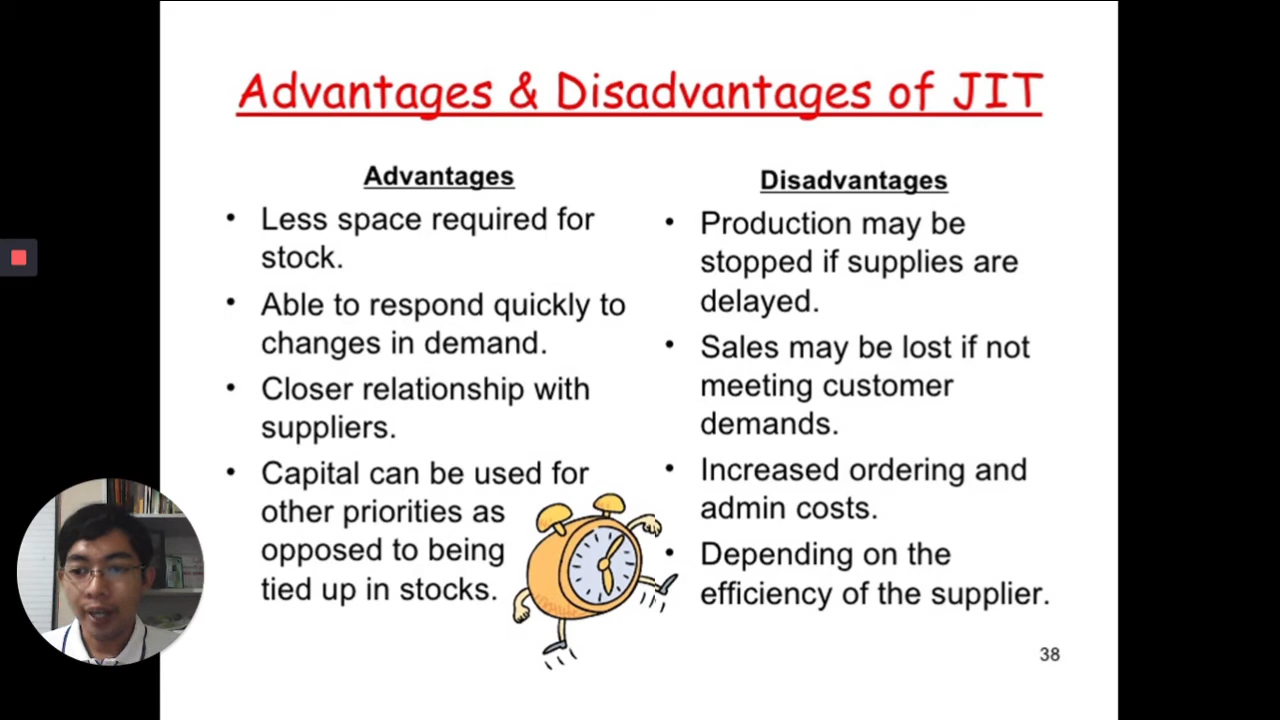 Advantages & Disadvantages of JIT
Advantages
• Less space required for
stock.
• Able to respond quickly to
changes in demand.
• Closer relationship with
suppliers.
• Capital can be used for
other priorities as
opposed to being
tied up in stocks.
Disadvantages
• Production may be
stopped if supplies are
delayed.
• Sales may be lost if not
meeting customer
demands.
• Increased ordering and
admin costs.
• Depending on the
efficiency of the supplier.
38